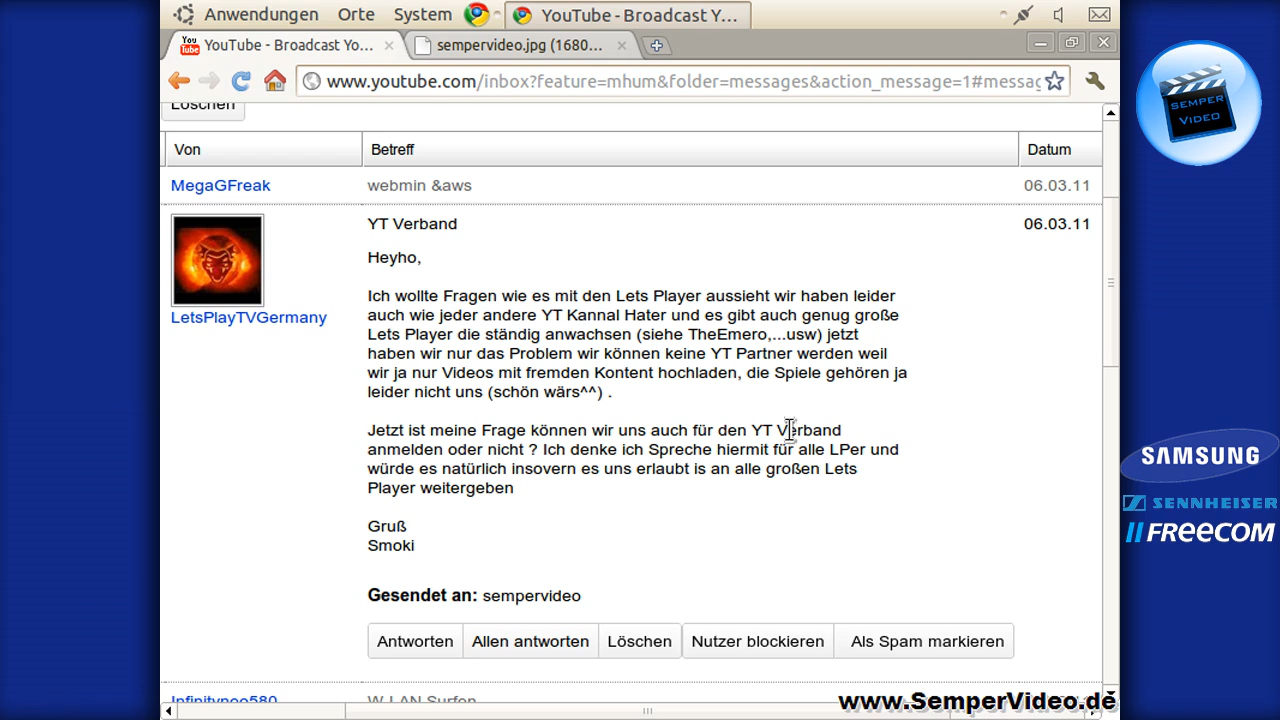 Anwendungen Orte System YouTube - Broadcast Y...
YouTube - Broadcast Yo... sempervideo.jpg (1680...
www.youtube.com/inbox?feature=mhum&folder=messages&action_message=1#messag
SEMPER
VIDEO
Löschen
Von Betreff Datum
MegaGFreak webmin &aws 06.03.11
YT Verband 06.03.11
Heyho,
Ich wollte Fragen wie es mit den Lets Player aussieht wir haben leider
auch wie jeder andere YT Kannal Hater und es gibt auch genug große
LetsPlayTVGermany
Lets Player die ständig anwachsen (siehe TheEmero,...usw) jetzt
haben wir nur das Problem wir können keine YT Partner werden weil
wir ja nur Videos mit fremden Kontent hochladen, die Spiele gehören ja
leider nicht uns (schön wärs^^) .
Jetzt ist meine Frage können wir uns auch für den YT Verband
anmelden oder nicht ? Ich denke ich Spreche hiermit für alle LPer und
würde es natürlich insovern es uns erlaubt is an alle großen Lets
Player weitergeben
Gruß
Smoki
Gesendet an: sempervideo
Antworten Allen antworten Löschen Nutzer blockieren Als Spam markieren
SAMSUNG
SENNHEISER
FREECOM
W-LAN Surfen
www.SemperVideo.de